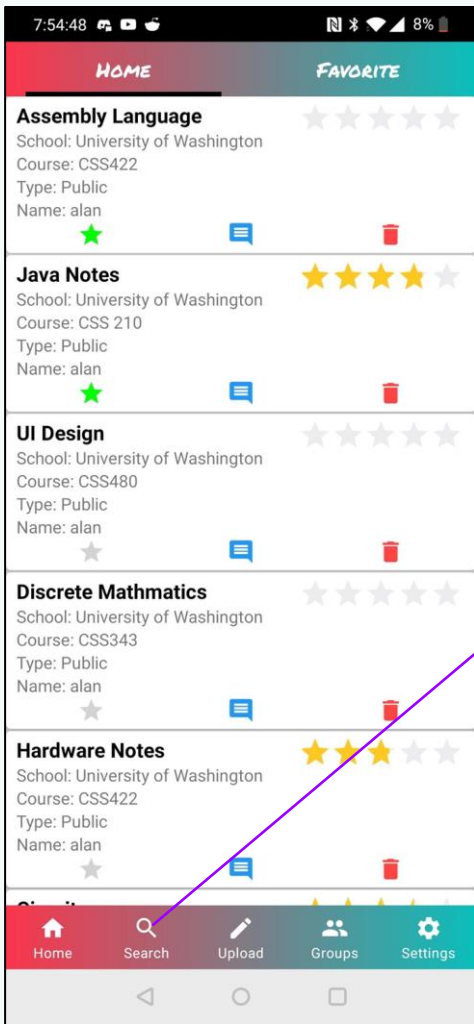 7:54:48 8%
Home Favorite
Assembly Language
School: University of Washington
Course: CSS422
Type: Public
Name: alan
Java Notes
School: University of Washington
Course: CSS 210
Type: Public
Name: alan
UI Design
School: University of Washington
Course: CSS480
Type: Public
Name: alan
Discrete Mathmatics
School: University of Washington
Course: CSS343
Type: Public
Name: alan
Hardware Notes
School: University of Washington
Course: CSS422
Type: Public
Name: alan
Home Search Upload Groups Settings